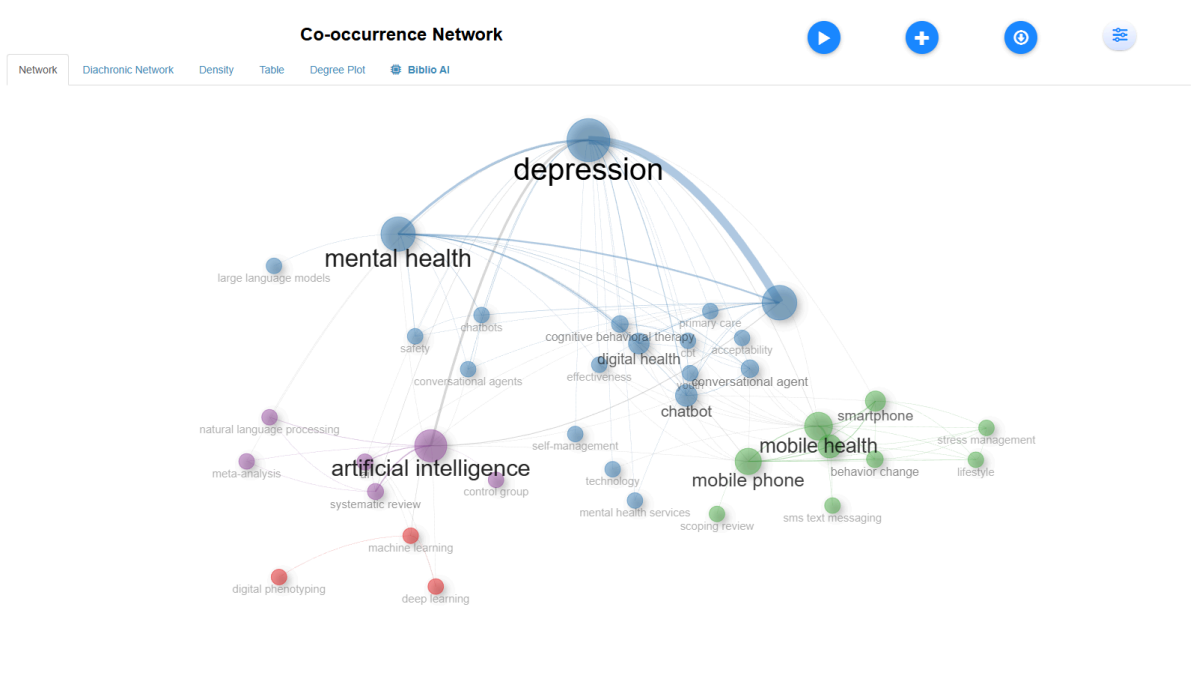 Co-occurrence Network
Network
Diachronic Network
Density
Table
Degree Plot
Biblio AI
depression
mental health
large language models
chatbots
primary care
safety
cognitive behavioral therapy
cbt
acceptability
digital health
effectiveness
conversational agents
youth
conversational agent
chatbot
smartphone
natural language processing
stress management
self-management
mobile health
meta-analysis
artificial intelligence
ai
behavior change
lifestyle
technology
mobile phone
control group
systematic review
mental health services
sms text messaging
scoping review
machine learning
digital phenotyping
deep learning